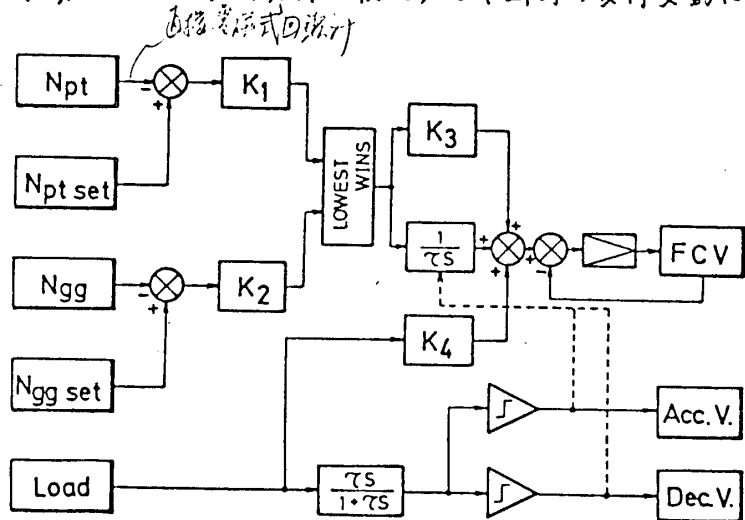 Npt
K1
Npt set
LOWEST WINS
K3
1/τS
FCV
Ngg
K2
Ngg set
K4
Acc.V.
Load
τS/1+τS
Dec.V.